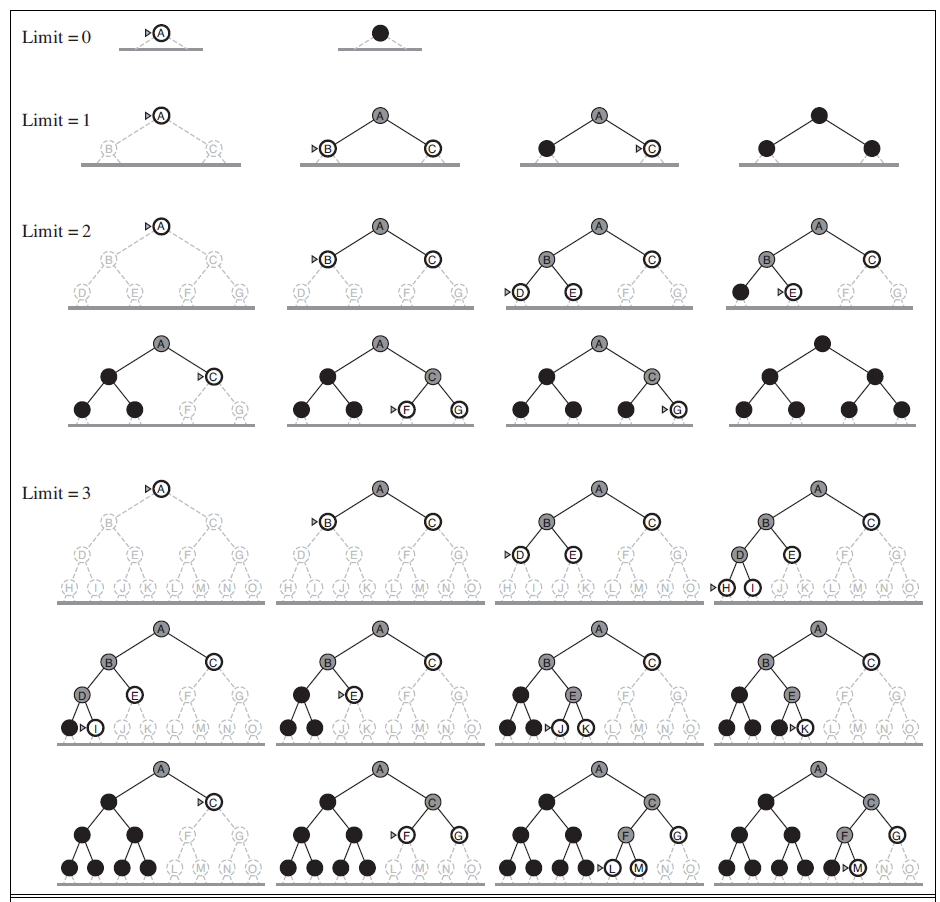 Limit = 0 A
Limit = 1 A A A
B C B C C
Limit = 2 A A A A
B C B C B C B C
D E F G D E F G D E F G E F G
A A A
C C C
F G F G G
Limit = 3 A A A A
B C B C B C B C
D E F G D E F G D E F G D E F G
H I J K L M N O H I J K L M N O H I J K L M N O H I J K L M N O
A A A A
B C B C B C B C
D E F G E F G E F G E F G
I J K L M N O J K L M N O J K L M N O K L M N O
A A A A
C C C C
F G F G F G F G
L M N O L M N O L M N O M N O